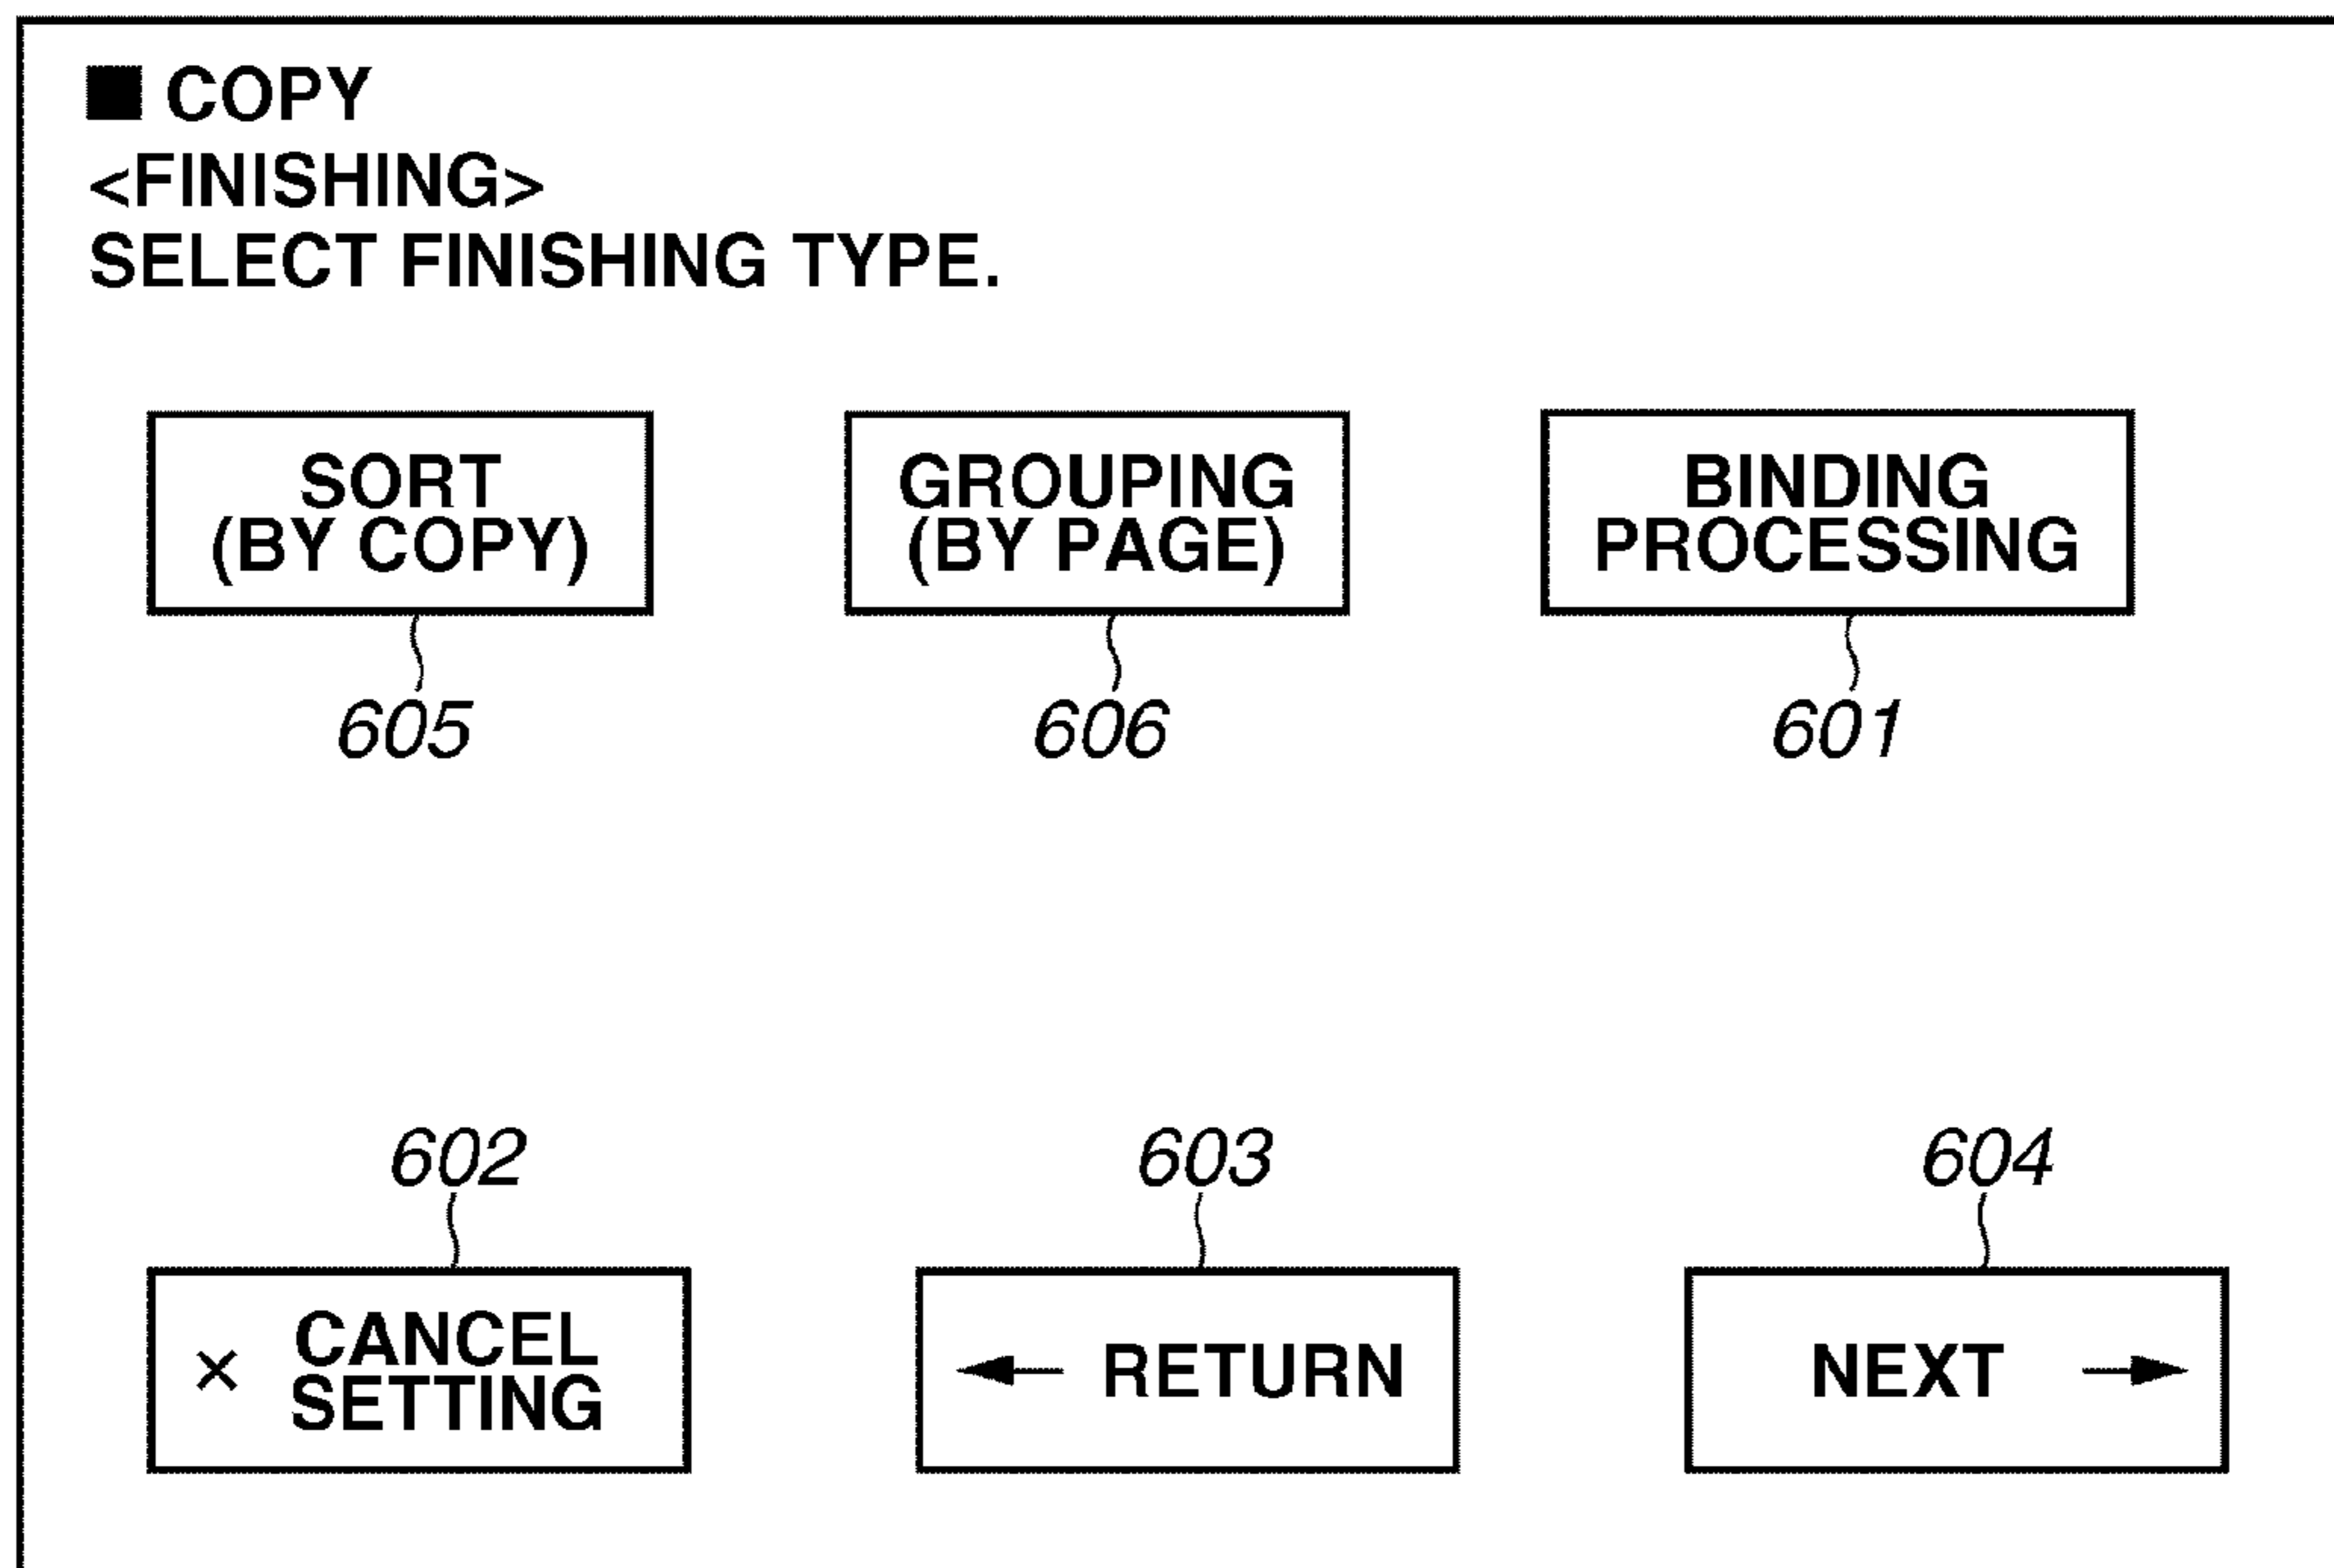 ■ COPY
<FINISHING>
SELECT FINISHING TYPE.
SORT
(BY COPY)
605
GROUPING
(BY PAGE)
606
BINDING
PROCESSING
601
602
× CANCEL
SETTING
603
← RETURN
604
NEXT →